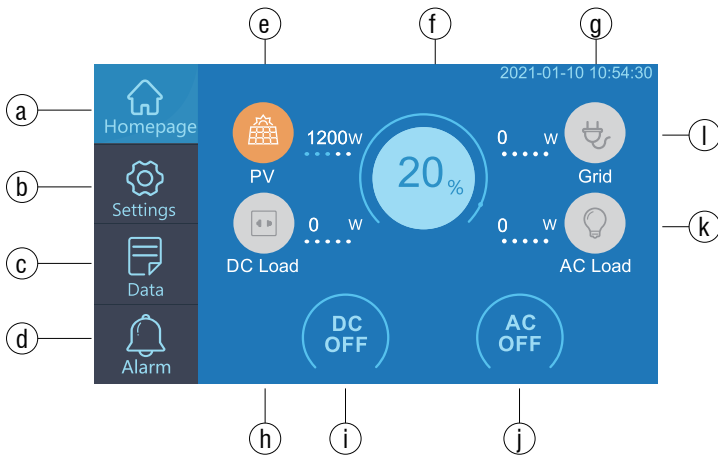 e
f
g
2021-01-10 10:54:30
a
Homepage
1200W
20%
0 W
l
PV
Grid
b
Settings
0 W
0 W
k
DC Load
AC Load
c
Data
DC
OFF
AC
OFF
d
Alarm
h
i
j